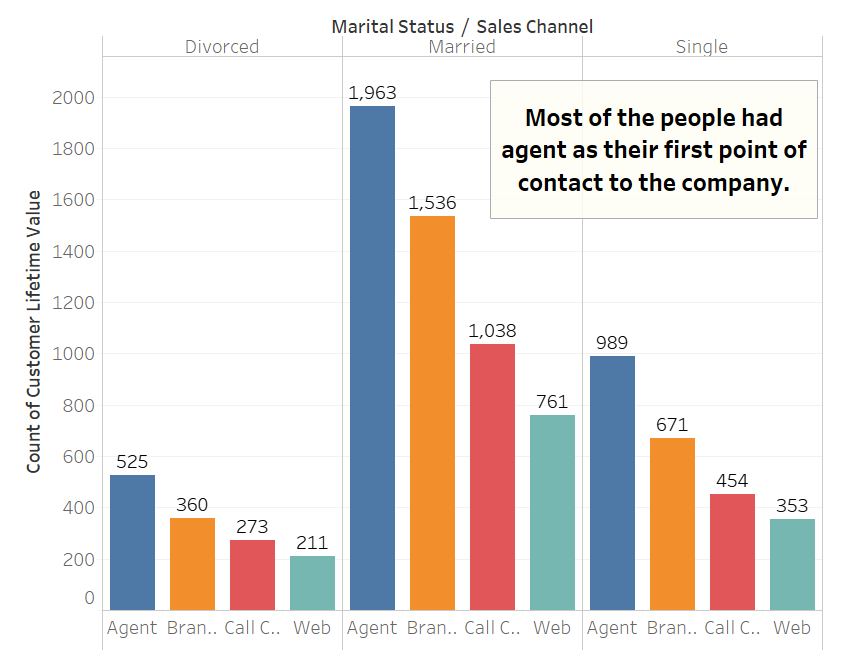 Marital Status / Sales Channel
Divorced Married Single
Most of the people had
agent as their first point of
contact to the company.
Count of Customer Lifetime Value
2000
1800
1600
1400
1200
1000
800
600
400
200
0
525 360 273 211
1,963 1,536 1,038 761
989 671 454 353
Agent Bran.. Call C.. Web Agent Bran.. Call C.. Web Agent Bran.. Call C.. Web